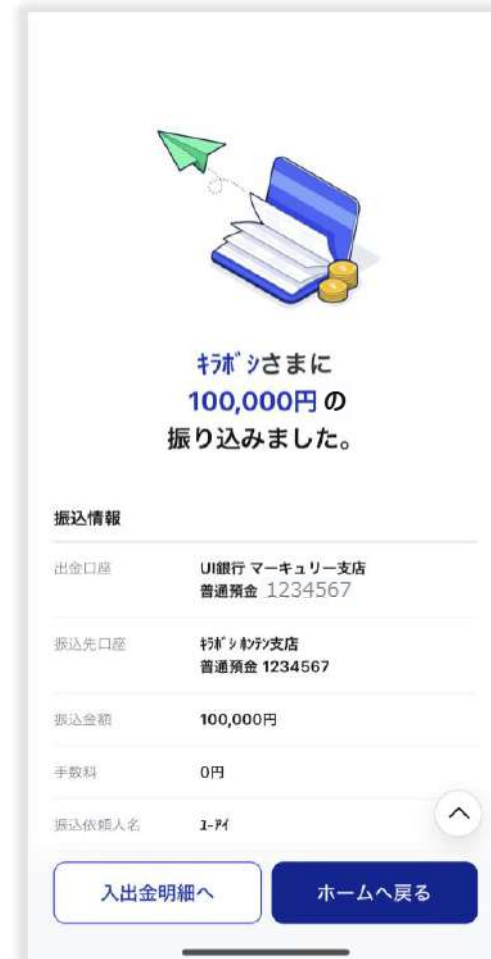 ｷﾗﾎﾞｼさまに
100,000円 の
振り込みました。
振込情報
出金口座
UI銀行 マーキュリー支店
普通預金 1234567
振込先口座
ｷﾗﾎﾞｼ ﾎﾝﾃﾝ支店
普通預金 1234567
振込金額
100,000円
手数料
0円
振込依頼人名
ﾕｰｱｲ
入出金明細へ
ホームへ戻る